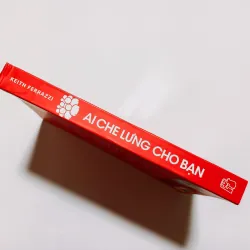 KEITH FERRAZZI
AI CHE LƯNG CHO BẠN